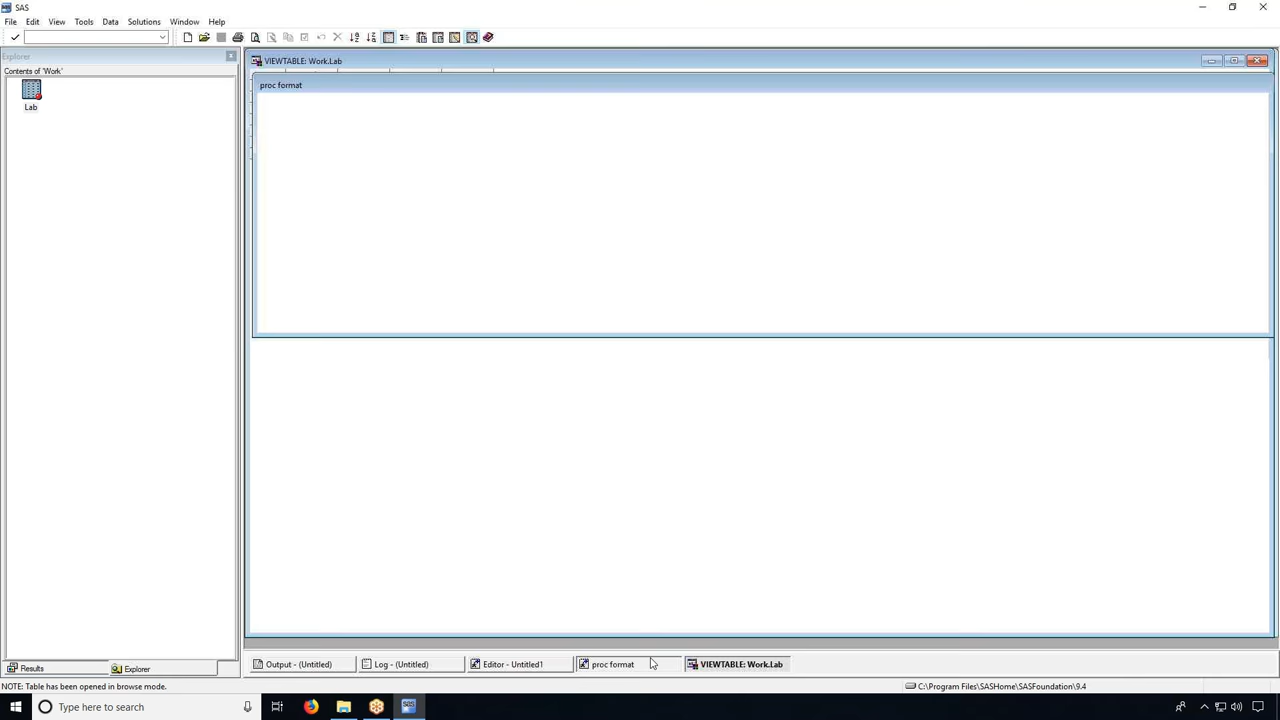 SAS
File Edit View Tools Data Solutions Window Help
Explorer
VIEWTABLE: Work.Lab
Contents of 'Work'
proc format
Lab
Results
Explorer
Output - (Untitled)
Log - (Untitled)
Editor - Untitled1
proc format
VIEWTABLE: Work.Lab
NOTE: Table has been opened in browse mode.
C:\Program Files\SASHome\SASFoundation\9.4
Type here to search
SAS